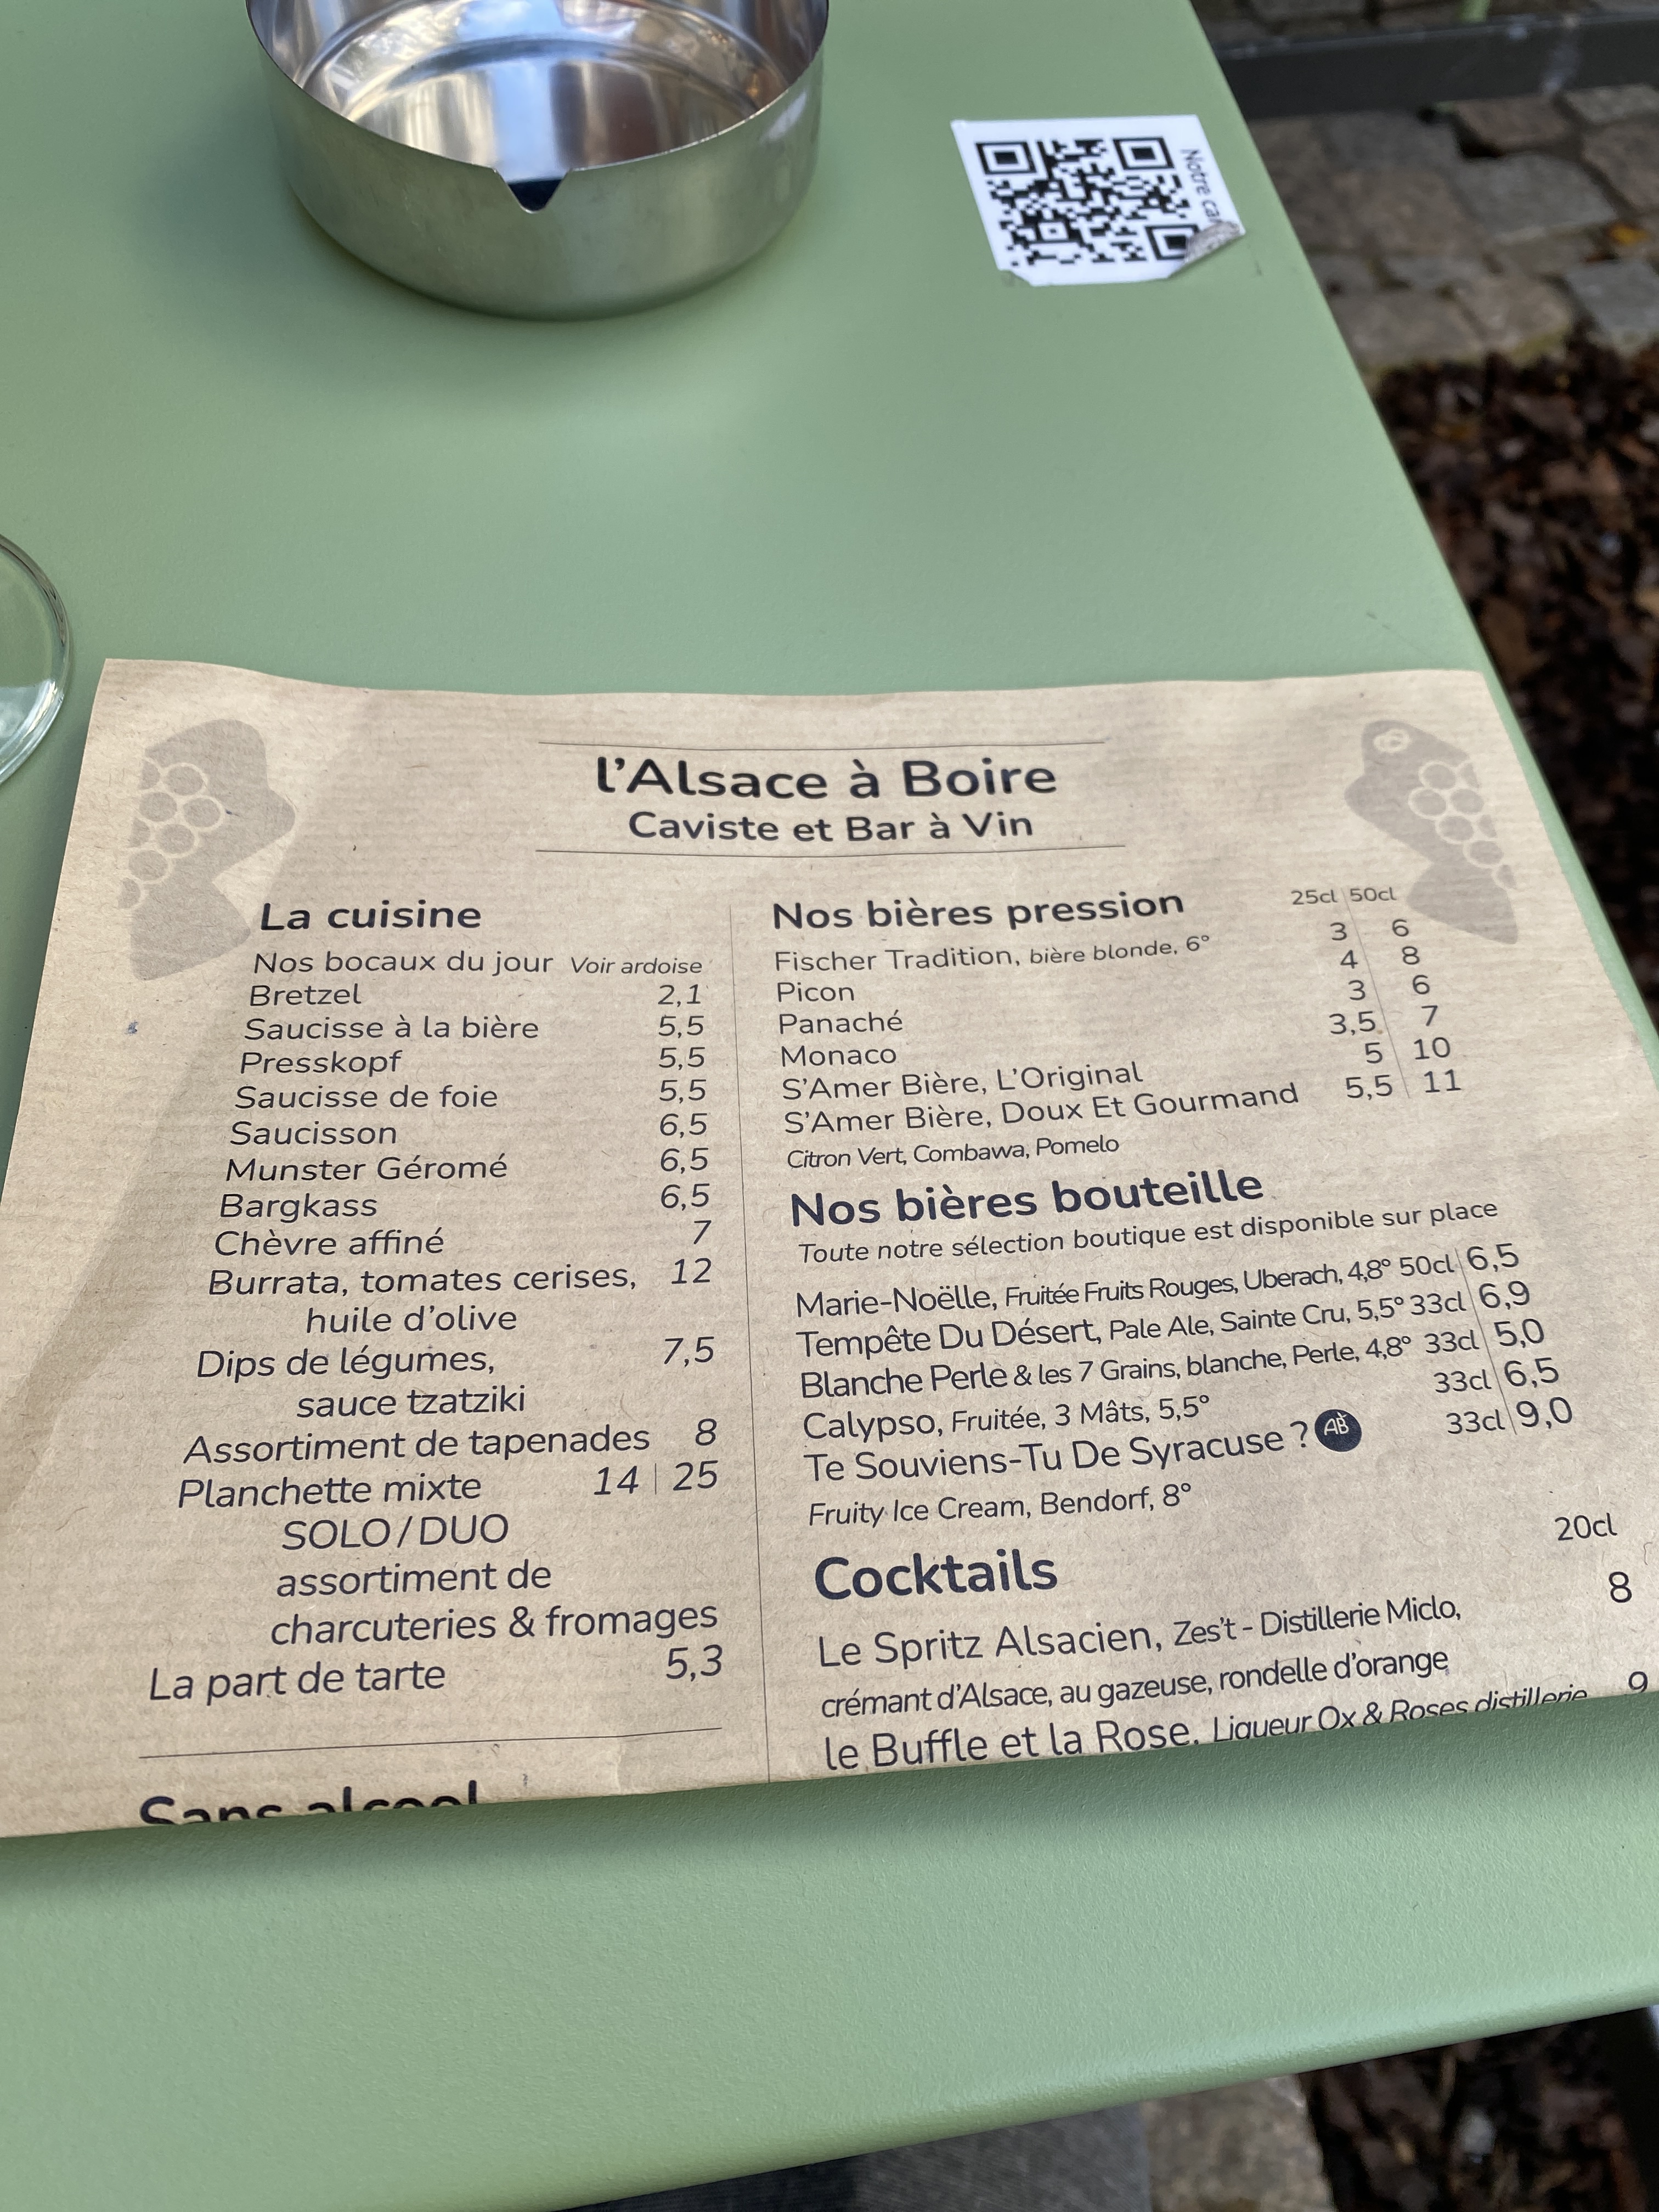 Notre
l'Alsace à Boire
Caviste et Bar à Vin
La cuisine
Nos bocaux du jour Voir ardoise
Bretzel 2,1
Saucisse à la bière 5,5
Presskopf 5,5
Saucisse de foie 5,5
Saucisson 6,5
Munster Géromé 6,5
Bargkass 6,5
Chèvre affiné 7
Burrata, tomates cerises, 12
huile d'olive
Dips de légumes, 7,5
sauce tzatziki
Assortiment de tapenades 8
Planchette mixte 14 | 25
SOLO / DUO
assortiment de
charcuteries & fromages
La part de tarte 5,3
Sans alcool
Nos bières pression 25cl 50cl
Fischer Tradition, bière blonde, 6° 3 6
Picon 4 8
Panaché 3 6
Monaco 3,5 7
S'Amer Bière, L'Original 5 10
S'Amer Bière, Doux Et Gourmand 5,5 11
Citron Vert, Combawa, Pomelo
Nos bières bouteille
Toute notre sélection boutique est disponible sur place
Marie-Noëlle, Fruitée Fruits Rouges, Uberach, 4,8° 50cl 6,5
Tempête Du Désert, Pale Ale, Sainte Cru, 5,5° 33cl 6,9
Blanche Perle & les 7 Grains, blanche, Perle, 4,8° 33cl 5,0
Calypso, Fruitée, 3 Mâts, 5,5° 33cl 6,5
Te Souviens-Tu De Syracuse ? AB 33cl 9,0
Fruity Ice Cream, Bendorf, 8°
Cocktails 20cl
Le Spritz Alsacien, Zes't - Distillerie Miclo, 8
crémant d'Alsace, au gazeuse, rondelle d'orange
le Buffle et la Rose, Liqueur Ox & Roses distillerie 9